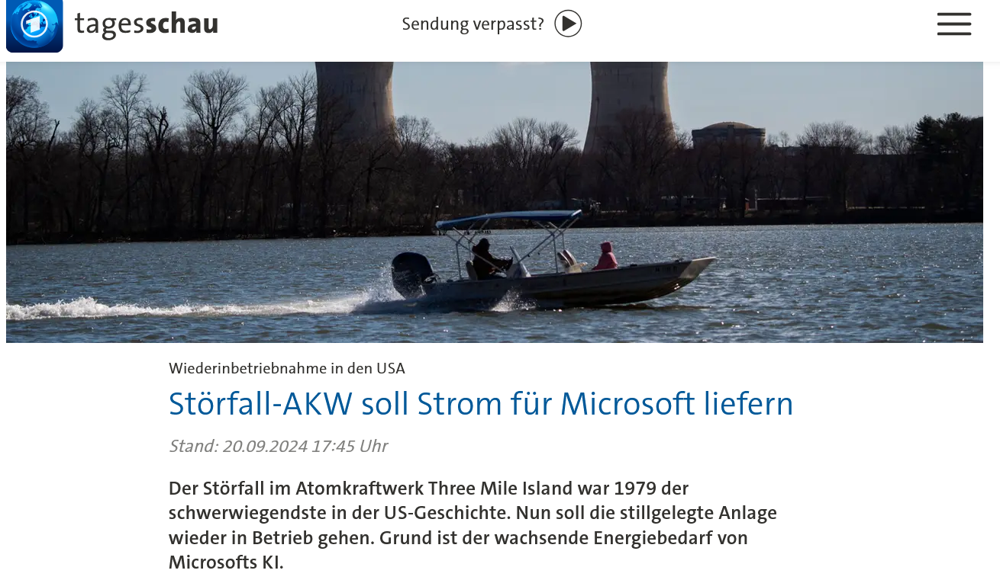 tagesschau
Sendung verpasst?
Wiederinbetriebnahme in den USA
Störfall-AKW soll Strom für Microsoft liefern
Stand: 20.09.2024 17:45 Uhr
Der Störfall im Atomkraftwerk Three Mile Island war 1979 der
schwerwiegendste in der US-Geschichte. Nun soll die stillgelegte Anlage
wieder in Betrieb gehen. Grund ist der wachsende Energiebedarf von
Microsofts KI.